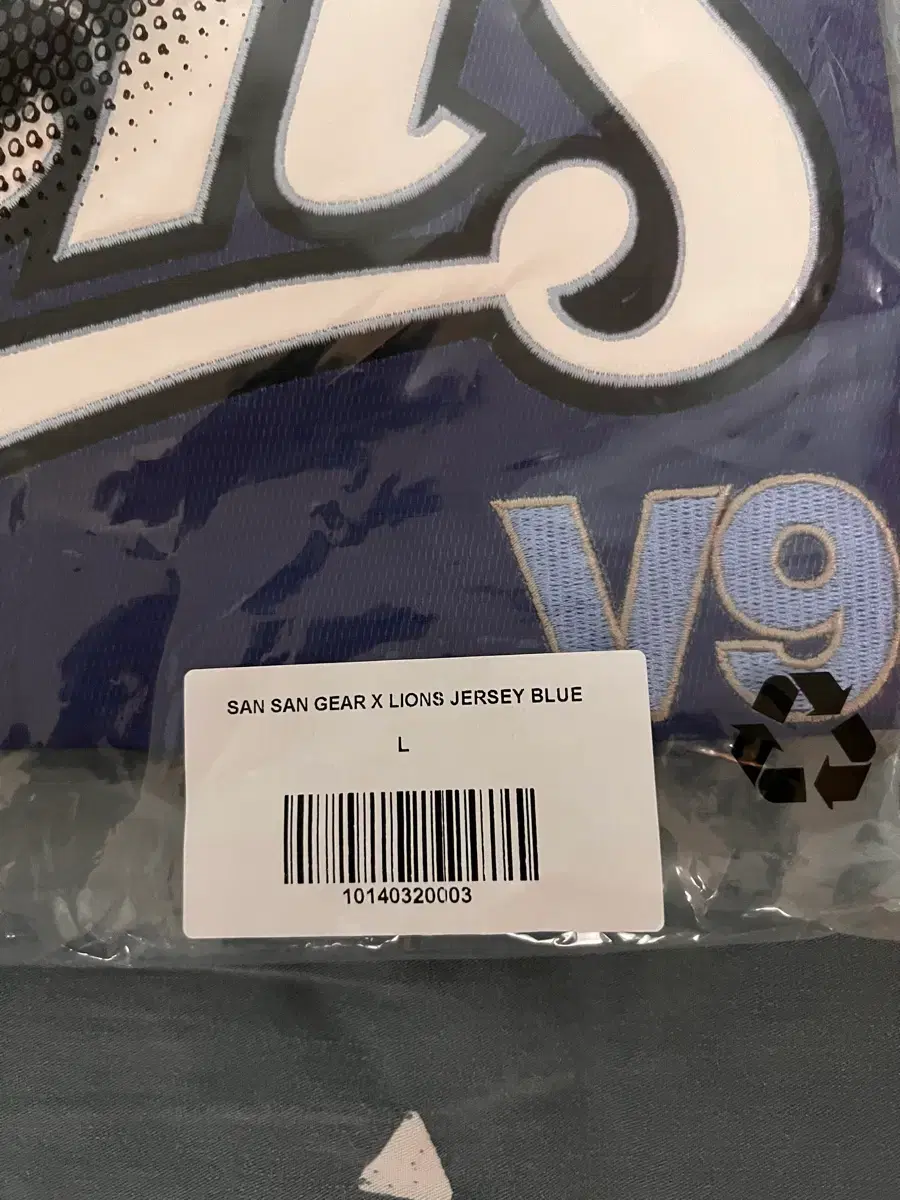 V9
SAN SAN GEAR X LIONS JERSEY BLUE
L
10140320003